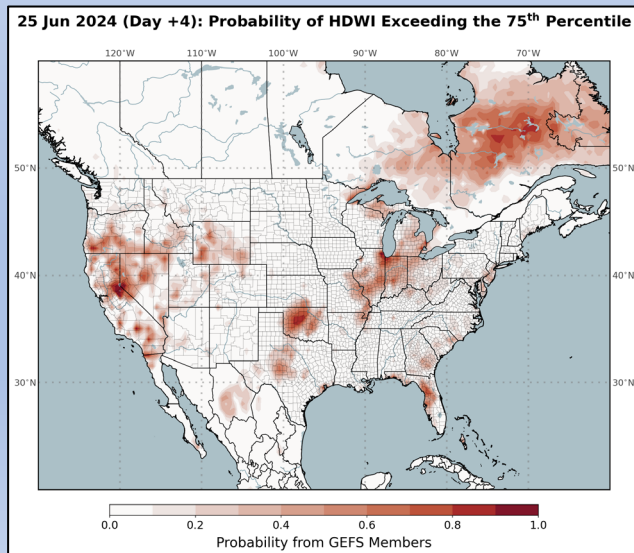 25 Jun 2024 (Day +4): Probability of HDWI Exceeding the 75th Percentile
120°W 110°W 100°W 90°W 80°W 70°W
50°N
50°N
40°N
40°N
30°N
30°N
0.0 0.2 0.4 0.6 0.8 1.0
Probability from GEFS Members